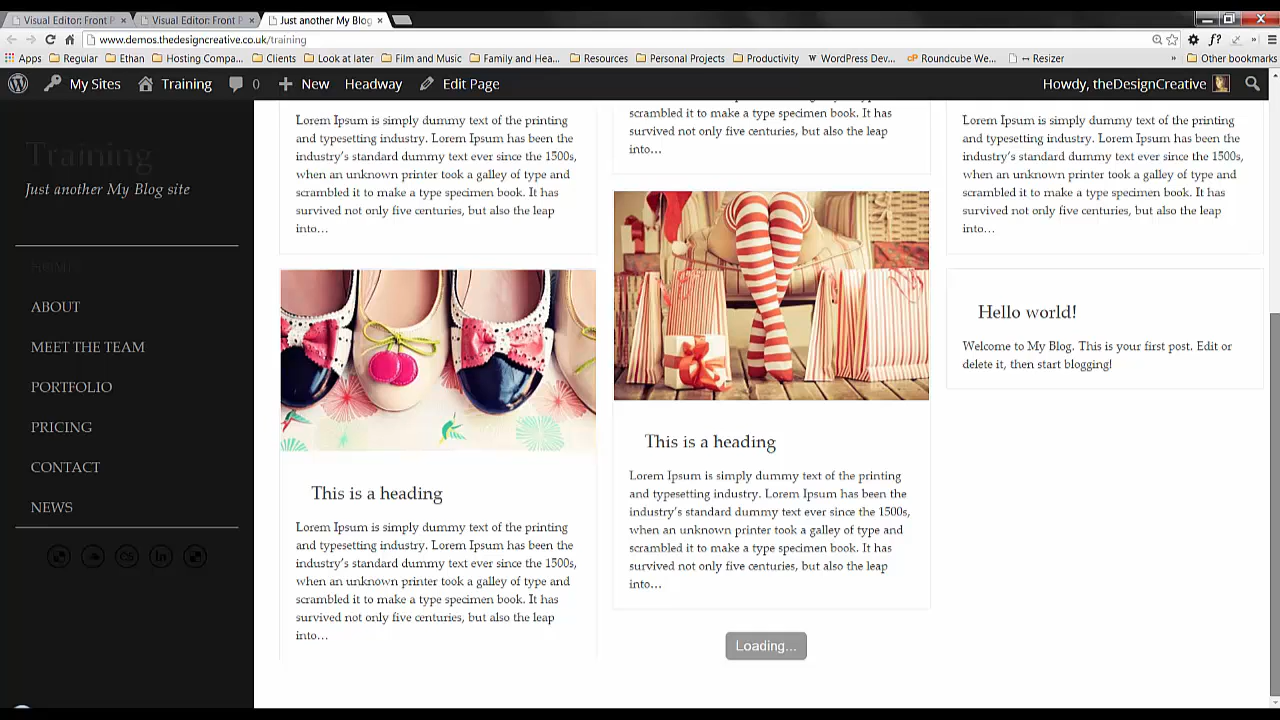 Visual Editor: Front P
Visual Editor: Front P
Just another My Blog
www.demos.thedesigncreative.co.uk/training
Apps Regular Ethan Hosting Compa... Clients Look at later Film and Music Family and Hea... Resources Personal Projects Productivity WordPress Dev... Roundcube We... ↔ Resizer » Other bookmarks
My Sites Training 0 New Headway Edit Page Howdy, theDesignCreative
Training
Just another My Blog site
HOME
ABOUT
MEET THE TEAM
PORTFOLIO
PRICING
CONTACT
NEWS
Lorem Ipsum is simply dummy text of the printing
and typesetting industry. Lorem Ipsum has been the
industry’s standard dummy text ever since the 1500s,
when an unknown printer took a galley of type and
scrambled it to make a type specimen book. It has
survived not only five centuries, but also the leap
into…
This is a heading
Lorem Ipsum is simply dummy text of the printing
and typesetting industry. Lorem Ipsum has been the
industry’s standard dummy text ever since the 1500s,
when an unknown printer took a galley of type and
scrambled it to make a type specimen book. It has
survived not only five centuries, but also the leap
into…
scrambled it to make a type specimen book. It has
survived not only five centuries, but also the leap
into…
This is a heading
Lorem Ipsum is simply dummy text of the printing
and typesetting industry. Lorem Ipsum has been the
industry’s standard dummy text ever since the 1500s,
when an unknown printer took a galley of type and
scrambled it to make a type specimen book. It has
survived not only five centuries, but also the leap
into…
Loading...
Lorem Ipsum is simply dummy text of the printing
and typesetting industry. Lorem Ipsum has been the
industry’s standard dummy text ever since the 1500s,
when an unknown printer took a galley of type and
scrambled it to make a type specimen book. It has
survived not only five centuries, but also the leap
into…
Hello world!
Welcome to My Blog. This is your first post. Edit or
delete it, then start blogging!